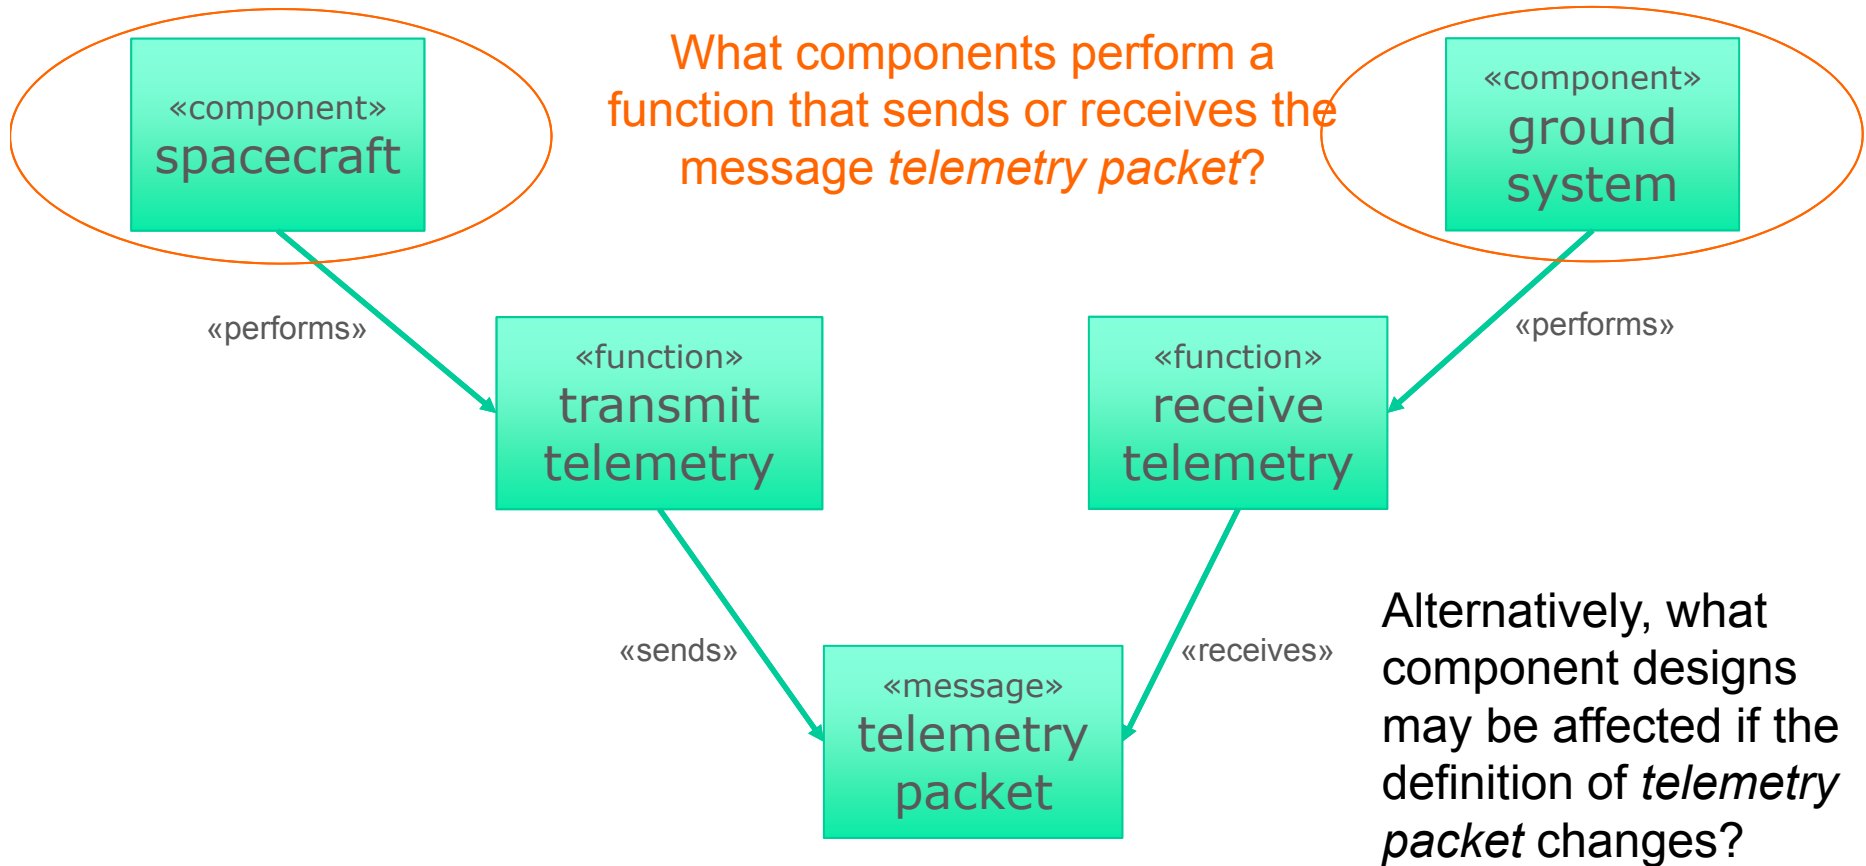 «component»
spacecraft
What components perform a
function that sends or receives the
message telemetry packet?
«component»
ground
system
«performs»
«performs»
«function»
transmit
telemetry
«function»
receive
telemetry
«sends»
«receives»
«message»
telemetry
packet
Alternatively, what
component designs
may be affected if the
definition of telemetry
packet changes?